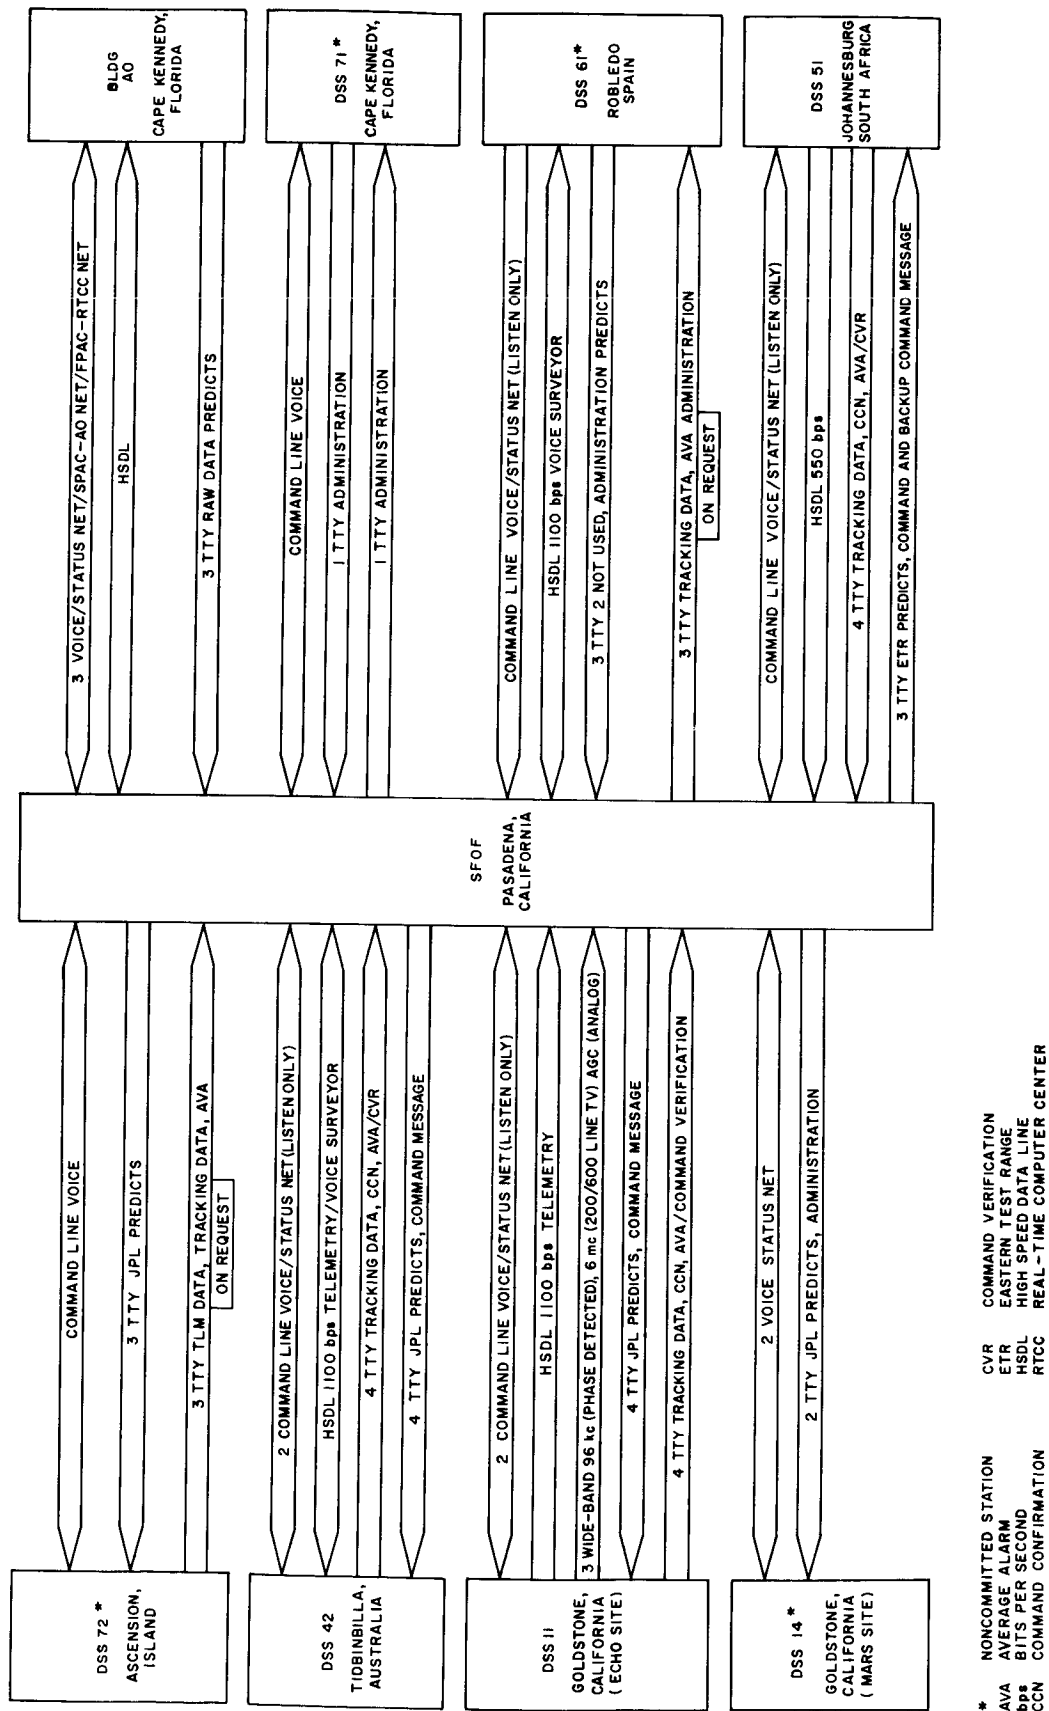 DSS 72 *
ASCENSION,
ISLAND
COMMAND LINE VOICE
3 TTY JPL PREDICTS
3 TTY TLM DATA, TRACKING DATA, AVA
ON REQUEST
DSS 42
TIDBINBILLA,
AUSTRALIA
2 COMMAND LINE VOICE/STATUS NET(LISTEN ONLY)
HSDL 1100 bps TELEMETRY/VOICE SURVEYOR
4 TTY TRACKING DATA, CCN, AVA/CVR
4 TTY JPL PREDICTS, COMMAND MESSAGE
DSS 11
GOLDSTONE,
CALIFORNIA
( ECHO SITE)
2 COMMAND LINE VOICE/STATUS NET (LISTEN ONLY)
HSDL 1100 bps TELEMETRY
3 WIDE-BAND 96 kc (PHASE DETECTED), 6 mc (200/600 LINE TV) AGC (ANALOG)
4 TTY JPL PREDICTS, COMMAND MESSAGE
4 TTY TRACKING DATA, CCN, AVA/COMMAND VERIFICATION
DSS 14 *
GOLDSTONE,
CALIFORNIA
( MARS SITE)
2 VOICE STATUS NET
2 TTY JPL PREDICTS, ADMINISTRATION
SFOF
PASADENA,
CALIFORNIA
BLDG
AO
CAPE KENNEDY,
FLORIDA
3 VOICE/STATUS NET/SPAC-AO NET/FPAC-RTCC NET
HSDL
3 TTY RAW DATA PREDICTS
DSS 71 *
CAPE KENNEDY,
FLORIDA
COMMAND LINE VOICE
1 TTY ADMINISTRATION
1 TTY ADMINISTRATION
DSS 61*
ROBLEDO
SPAIN
COMMAND LINE VOICE/STATUS NET (LISTEN ONLY)
HSDL 1100 bps VOICE SURVEYOR
3 TTY 2 NOT USED, ADMINISTRATION PREDICTS
3 TTY TRACKING DATA, AVA ADMINISTRATION
ON REQUEST
DSS 51
JOHANNESBURG
SOUTH AFRICA
COMMAND LINE VOICE/STATUS NET (LISTEN ONLY)
HSDL 550 bps
4 TTY TRACKING DATA, CCN, AVA/CVR
3 TTY ETR PREDICTS, COMMAND AND BACKUP COMMAND MESSAGE
* NONCOMMITTED STATION
AVA AVERAGE ALARM
bps BITS PER SECOND
CCN COMMAND CONFIRMATION
CVR COMMAND VERIFICATION
ETR EASTERN TEST RANGE
HSDL HIGH SPEED DATA LINE
RTCC REAL-TIME COMPUTER CENTER